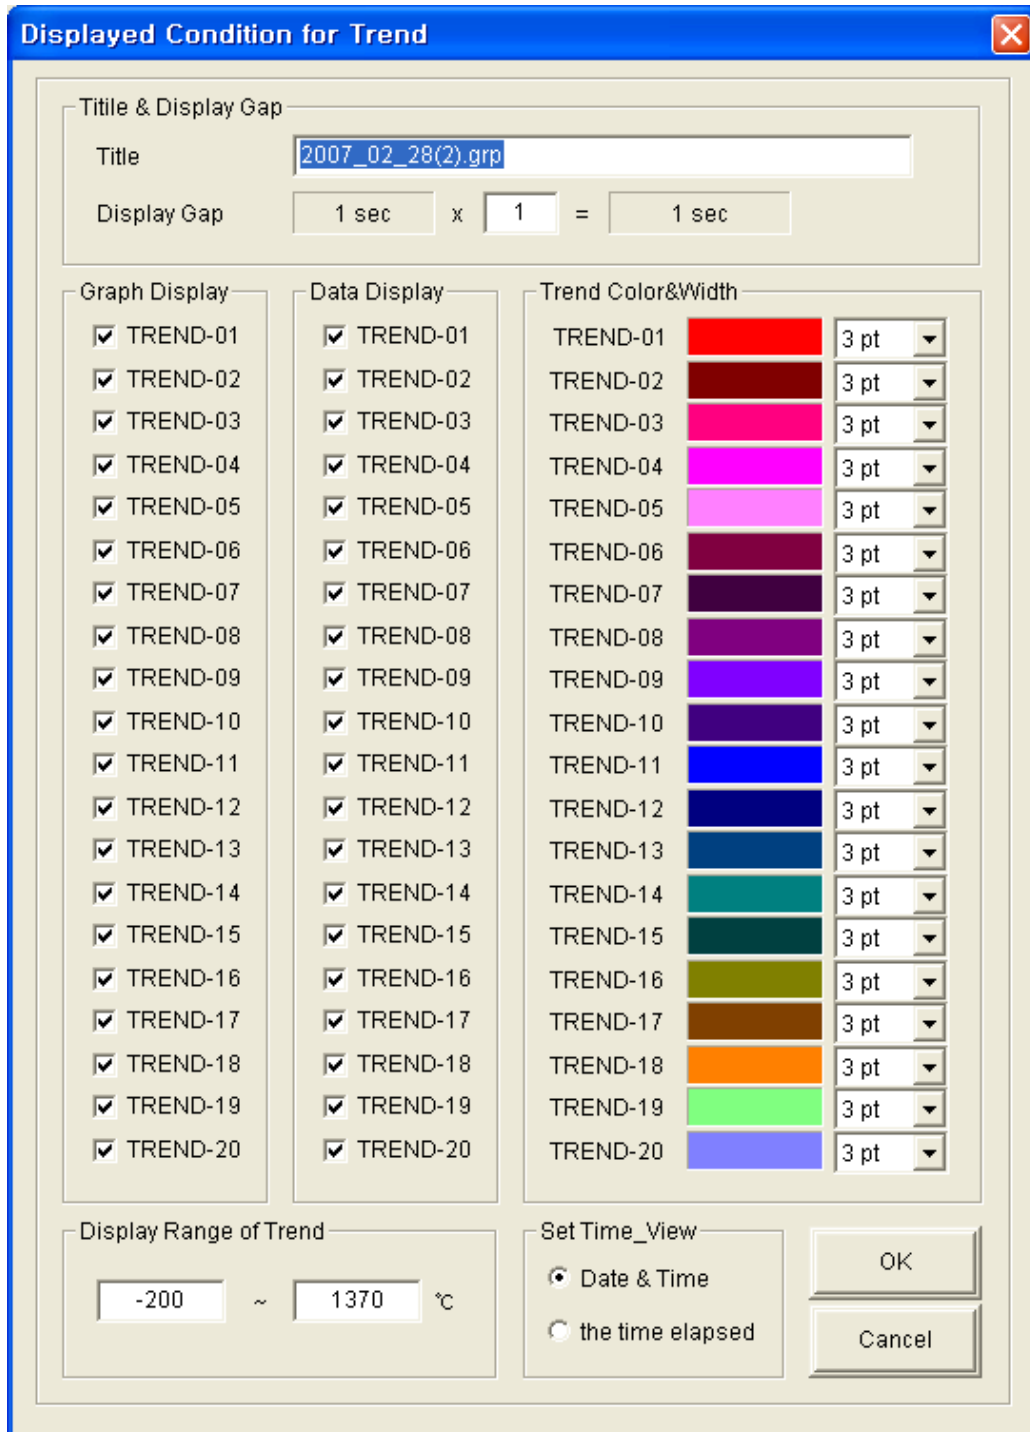 Displayed Condition for Trend
Titile & Display Gap
Title 2007_02_28(2).grp
Display Gap 1 sec x 1 = 1 sec
Graph Display Data Display Trend Color&Width
TREND-01 TREND-01 TREND-01 3 pt
TREND-02 TREND-02 TREND-02 3 pt
TREND-03 TREND-03 TREND-03 3 pt
TREND-04 TREND-04 TREND-04 3 pt
TREND-05 TREND-05 TREND-05 3 pt
TREND-06 TREND-06 TREND-06 3 pt
TREND-07 TREND-07 TREND-07 3 pt
TREND-08 TREND-08 TREND-08 3 pt
TREND-09 TREND-09 TREND-09 3 pt
TREND-10 TREND-10 TREND-10 3 pt
TREND-11 TREND-11 TREND-11 3 pt
TREND-12 TREND-12 TREND-12 3 pt
TREND-13 TREND-13 TREND-13 3 pt
TREND-14 TREND-14 TREND-14 3 pt
TREND-15 TREND-15 TREND-15 3 pt
TREND-16 TREND-16 TREND-16 3 pt
TREND-17 TREND-17 TREND-17 3 pt
TREND-18 TREND-18 TREND-18 3 pt
TREND-19 TREND-19 TREND-19 3 pt
TREND-20 TREND-20 TREND-20 3 pt
Display Range of Trend
-200 ~ 1370 ℃
Set Time_View
Date & Time
the time elapsed
OK
Cancel